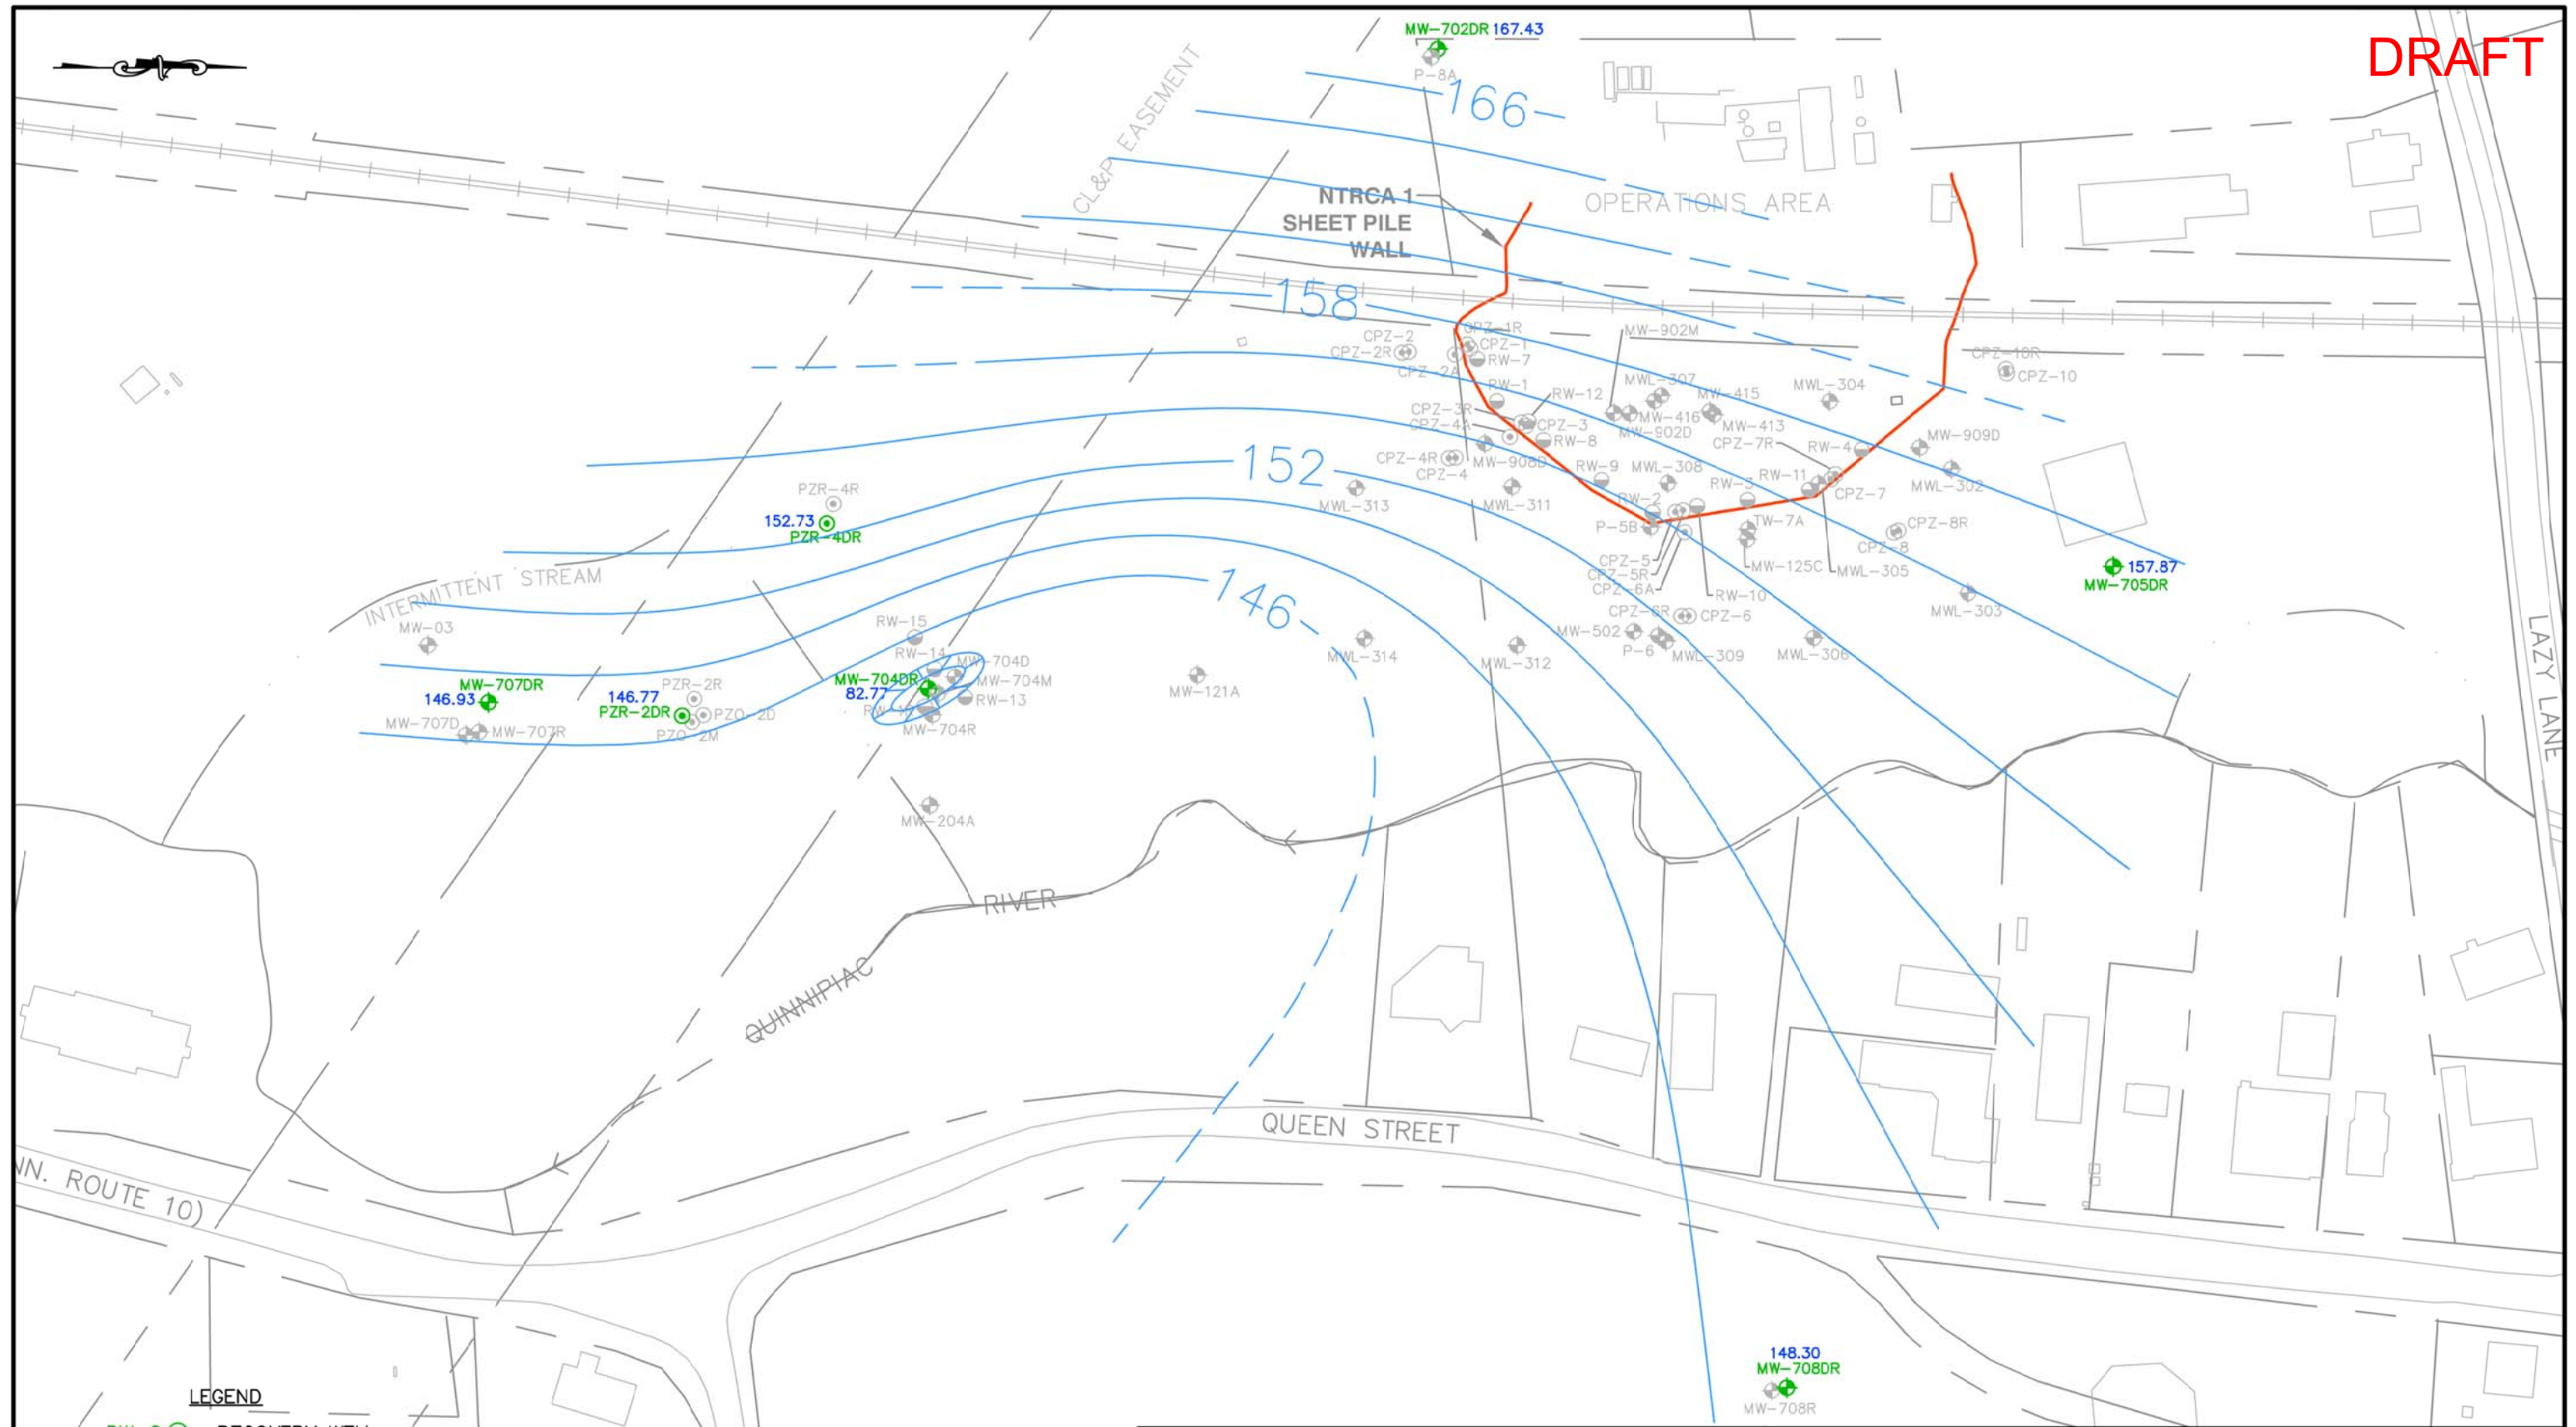 MW-702DR 167.43
DRAFT
P-8A
166
CL&P EASEMENT
NTRCA 1
SHEET PILE
WALL
OPERATIONS AREA
158
CPZ-1R
MW-902M
CPZ-2
CPZ-1
CPZ-2R
RW-7
CPZ-2A
CPZ-10R
CPZ-10
RW-1
RW-12
MWL-307
MW-415
MWL-304
CPZ-3R
CPZ-4A
CPZ-3
MW-416
MW-413
MW-902D
RW-8
CPZ-7R
RW-4
MW-909D
152
CPZ-4R
CPZ-4
MW-908D
RW-9
MWL-308
RW-11
MWL-302
PZR-4R
MWL-313
MWL-311
RW-2
RW-3
CPZ-7
152.73
PZR-4DR
P-5B
TW-7A
CPZ-8R
CPZ-8
CPZ-5
CPZ-5R
CPZ-6A
MW-125C
MWL-305
157.87
MW-705DR
INTERMITTENT STREAM
146
RW-10
MWL-303
CPZ-6R
CPZ-6
MW-03
RW-15
MW-502
P-6
MWL-309
MWL-306
RW-14
MW-704D
MWL-314
MWL-312
MW-704M
MW-707DR
146.93
146.77
PZR-2R
PZR-2DR
MW-704DR
82.77
RW-13
MW-121A
MW-707D
MW-707R
PZO-2D
PZO-2M
MW-704R
LAZY LANE
MW-204A
RIVER
QUINNIPIAC
QUEEN STREET
NN. ROUTE 10)
148.30
MW-708DR
MW-708R
LEGEND